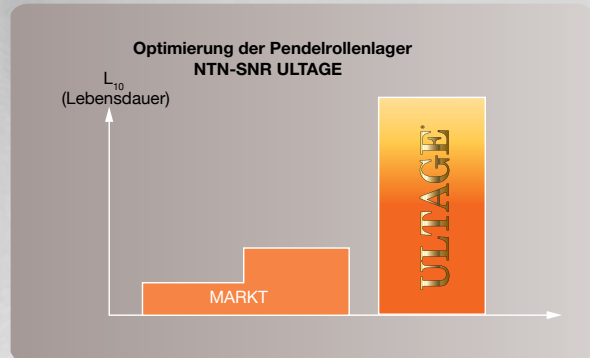 Optimierung der Pendelrollenlager
NTN-SNR ULTAGE
L10
(Lebensdauer)
MARKT
ULTAGE